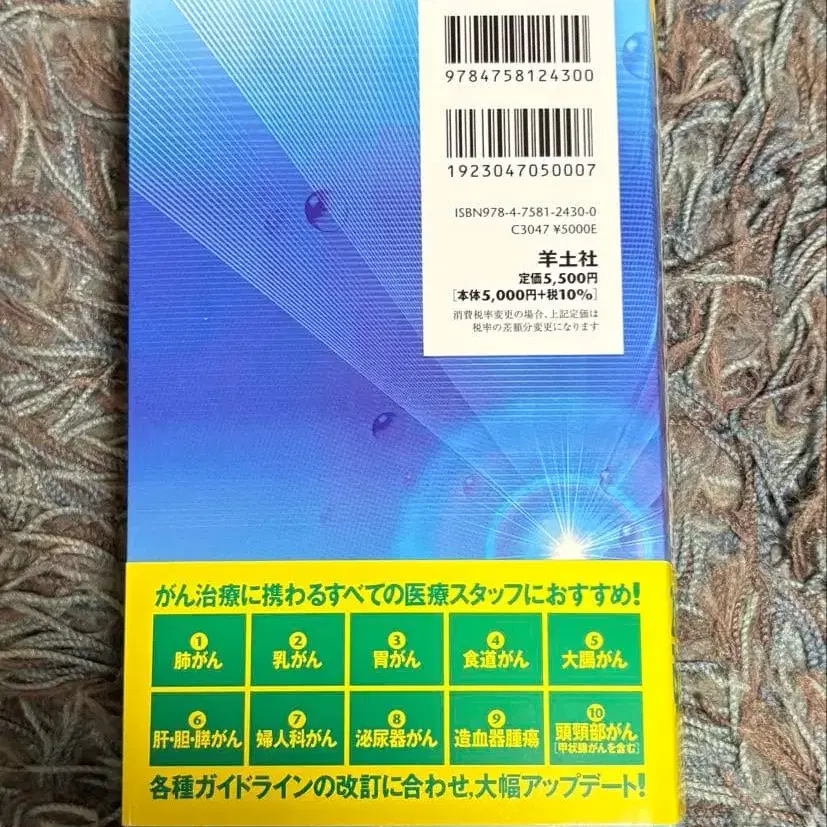 9784758124300
1923047050007
ISBN978-4-7581-2430-0
C3047 ¥5000E
羊土社
定価5,500円
[本体5,000円+税10%]
消費税率変更の場合、上記定価は
税率の差額分変更になります
がん治療に携わるすべての医療スタッフにおすすめ!
1 肺がん
2 乳がん
3 胃がん
4 食道がん
5 大腸がん
6 肝・胆・膵がん
7 婦人科がん
8 泌尿器がん
9 造血器腫瘍
10 頭頸部がん
[甲状腺がんを含む]
各種ガイドラインの改訂に合わせ,大幅アップデート!